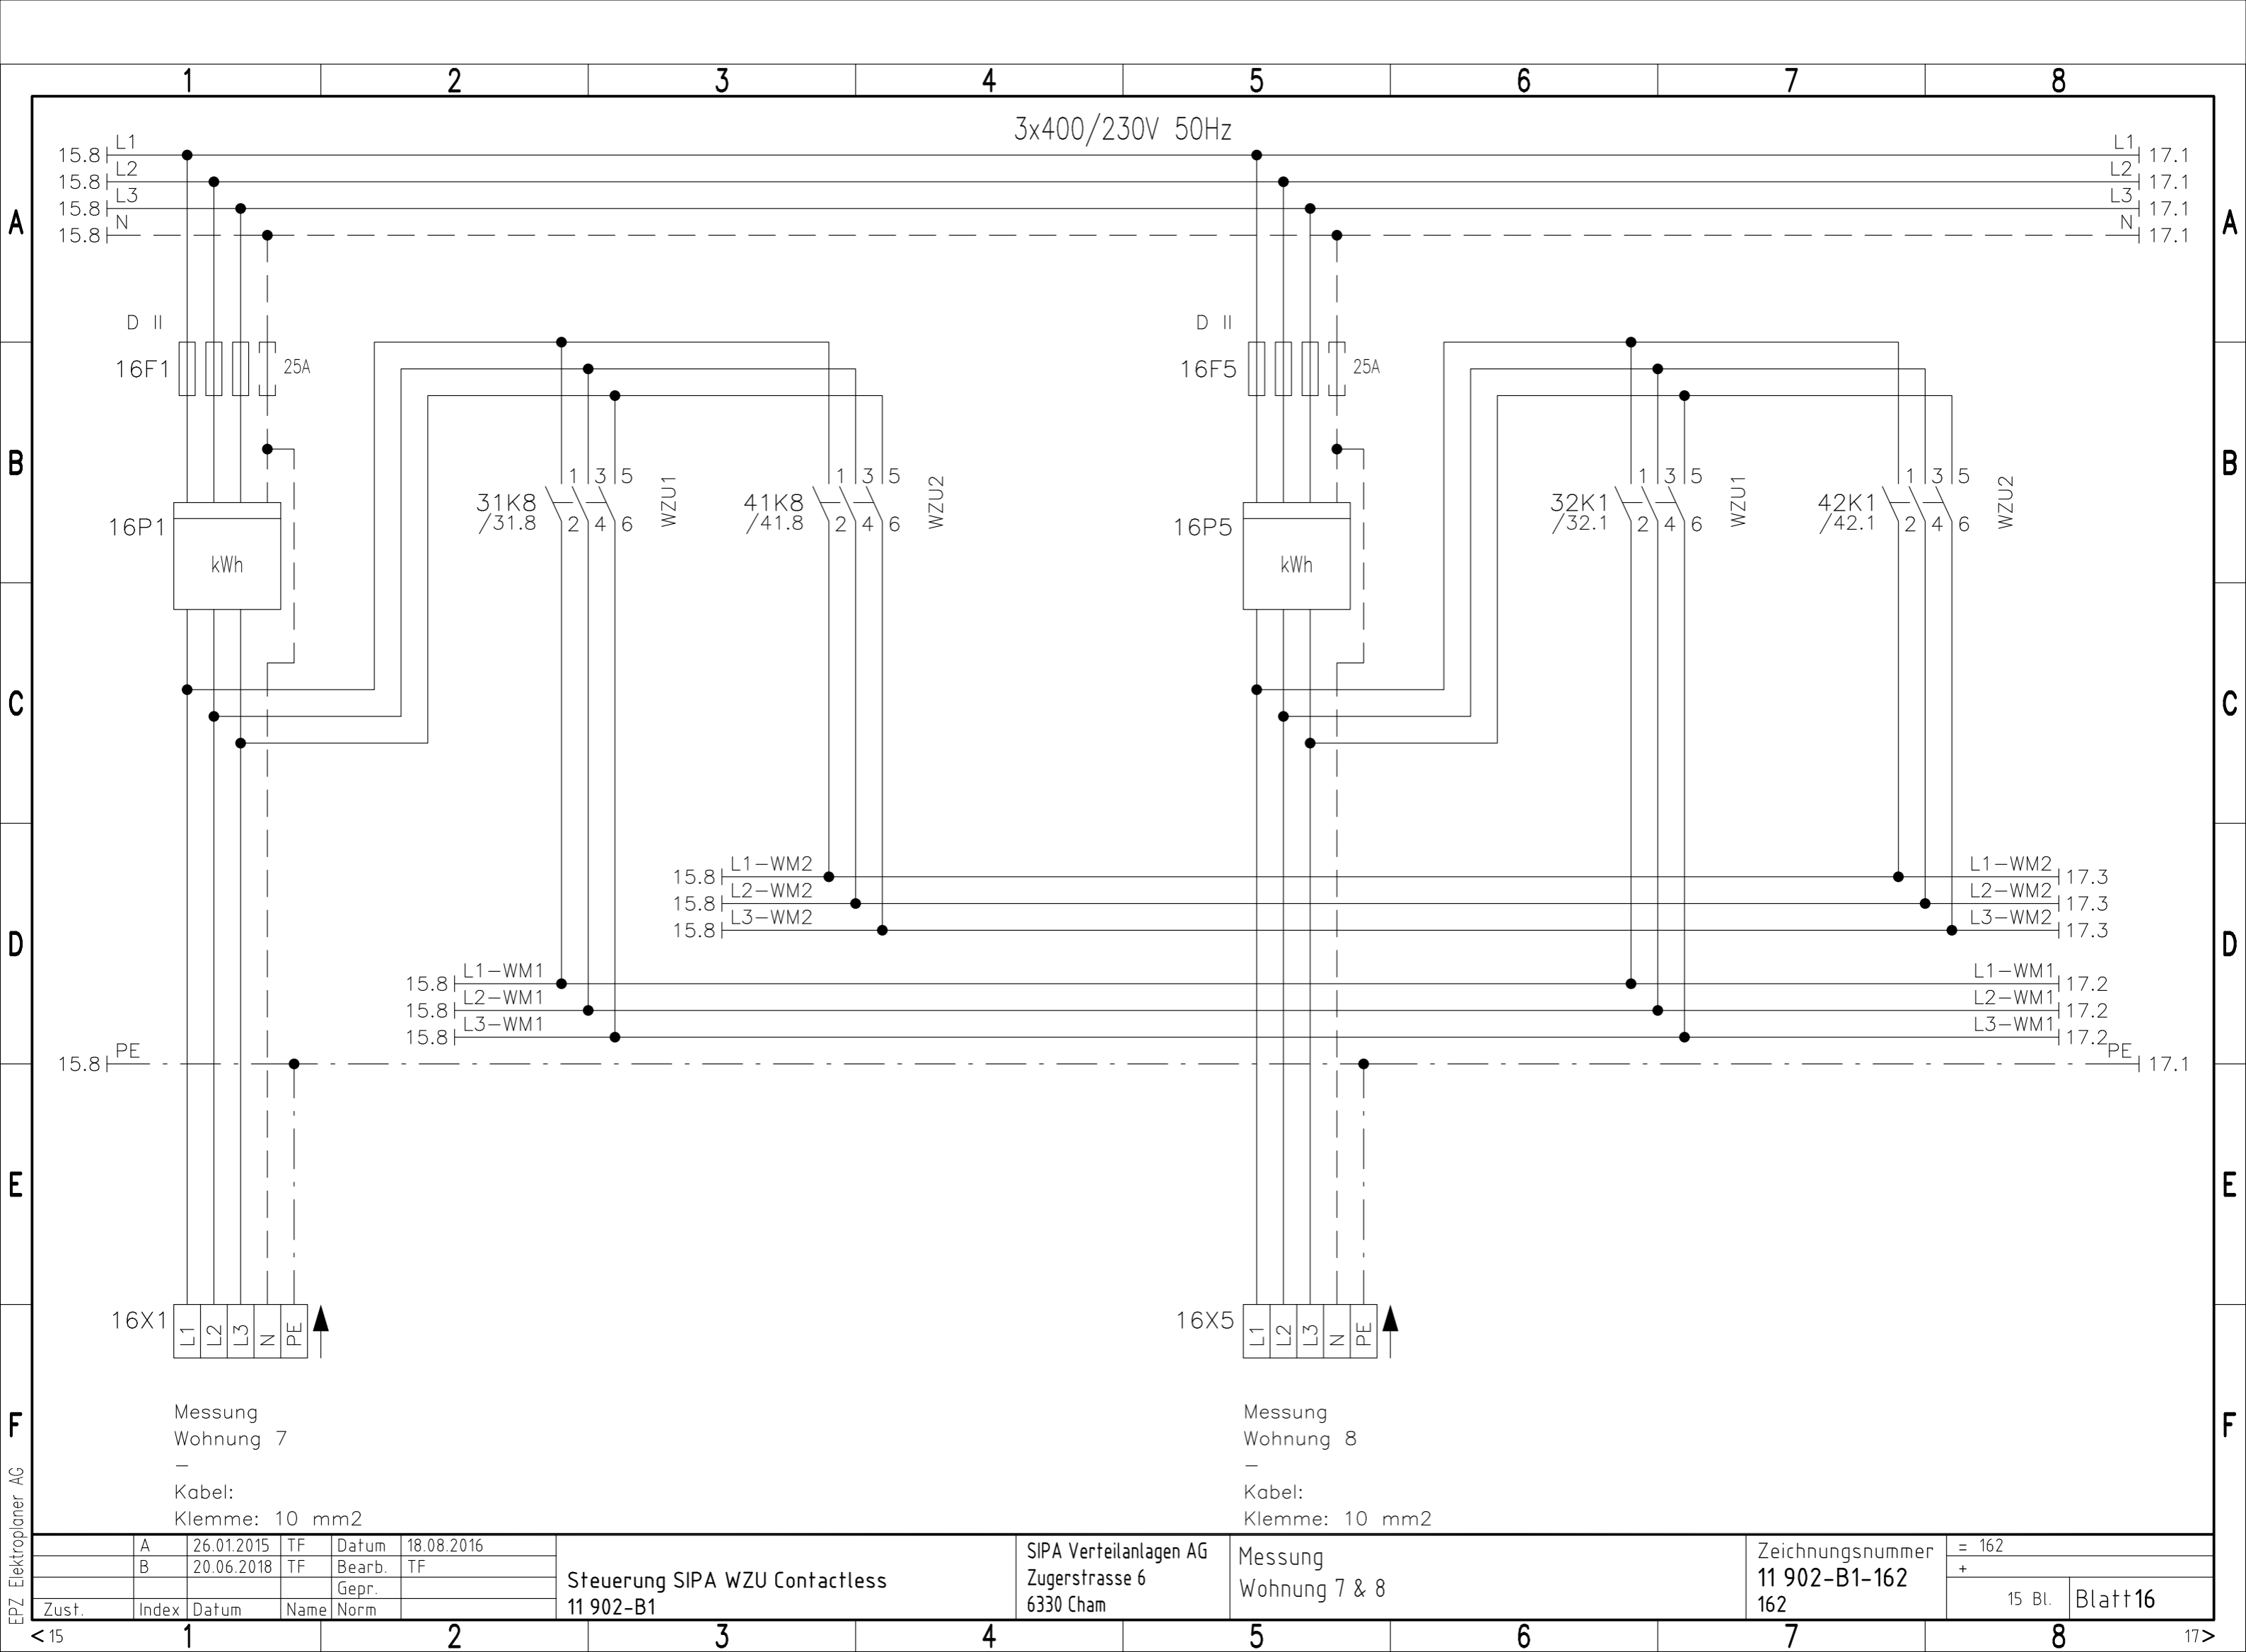 1 2 3 4 5 6 7 8
3x400/230V 50Hz
15.8 L1 L1 17.1
15.8 L2 L2 17.1
15.8 L3 L3 17.1
15.8 N N 17.1
A A
D II D II
16F1 25A 16F5 25A
B B
1 3 5 1 3 5 1 3 5 1 3 5
31K8 WZU1 41K8 WZU2 32K1 WZU1 42K1 WZU2
/31.8 2 4 6 /41.8 2 4 6 /32.1 2 4 6 /42.1 2 4 6
16P1 16P5
kWh kWh
C C
15.8 L1-WM2 L1-WM2 17.3
15.8 L2-WM2 L2-WM2 17.3
15.8 L3-WM2 L3-WM2 17.3
D D
15.8 L1-WM1 L1-WM1 17.2
15.8 L2-WM1 L2-WM1 17.2
15.8 L3-WM1 L3-WM1 17.2
15.8 PE PE 17.1
E E
16X1 L1 L2 L3 N PE 16X5 L1 L2 L3 N PE
F F
Messung
Wohnung 7
-
Kabel:
Klemme: 10 mm2
Messung
Wohnung 8
-
Kabel:
Klemme: 10 mm2
EPZ Elektroplaner AG
A 26.01.2015 TF Datum 18.08.2016
B 20.06.2018 TF Bearb. TF
Gepr.
Zust. Index Datum Name Norm
Steuerung SIPA WZU Contactless
11 902-B1
SIPA Verteilanlagen AG
Zugerstrasse 6
6330 Cham
Messung
Wohnung 7 & 8
Zeichnungsnummer
11 902-B1-162
162
= 162
+
15 Bl. Blatt 16
< 15 1 2 3 4 5 6 7 8 17 >